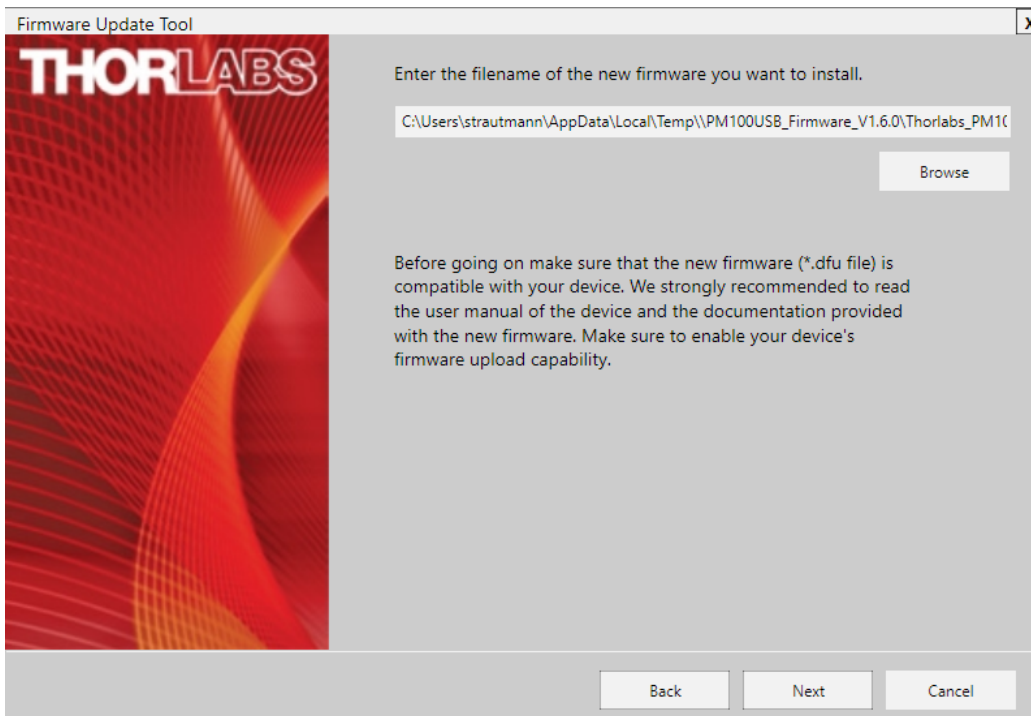 Firmware Update Tool
X
THORLABS
Enter the filename of the new firmware you want to install.
C:\Users\strautmann\AppData\Local\Temp\\PM100USB_Firmware_V1.6.0\Thorlabs_PM10
Browse
Before going on make sure that the new firmware (*.dfu file) is
compatible with your device. We strongly recommended to read
the user manual of the device and the documentation provided
with the new firmware. Make sure to enable your device's
firmware upload capability.
Back
Next
Cancel